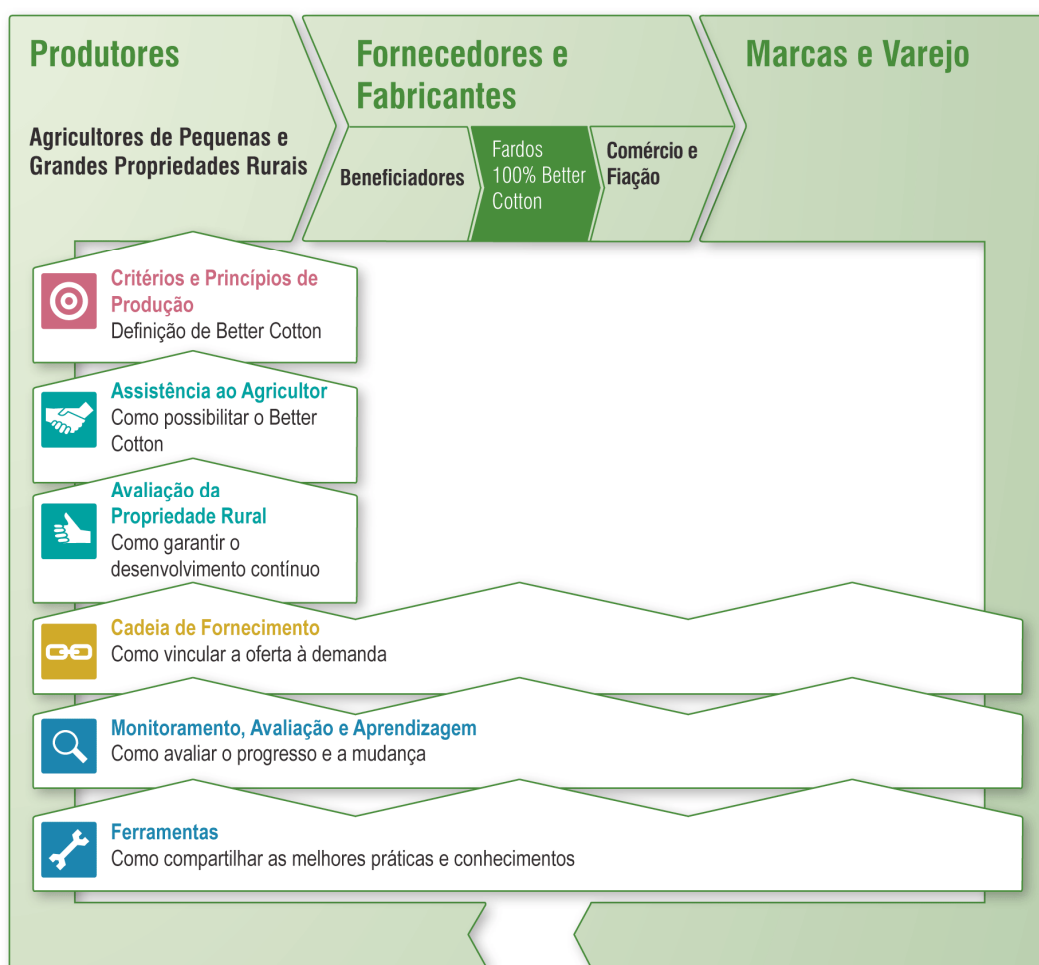 Produtores
Agricultores de Pequenas e
Grandes Propriedades Rurais
Fornecedores e
Fabricantes
Beneficiadores
Fardos
100% Better
Cotton
Comércio e
Fiação
Marcas e Varejo
Critérios e Princípios de
Produção
Definição de Better Cotton
Assistência ao Agricultor
Como possibilitar o Better
Cotton
Avaliação da
Propriedade Rural
Como garantir o
desenvolvimento contínuo
Cadeia de Fornecimento
Como vincular a oferta à demanda
Monitoramento, Avaliação e Aprendizagem
Como avaliar o progresso e a mudança
Ferramentas
Como compartilhar as melhores práticas e conhecimentos